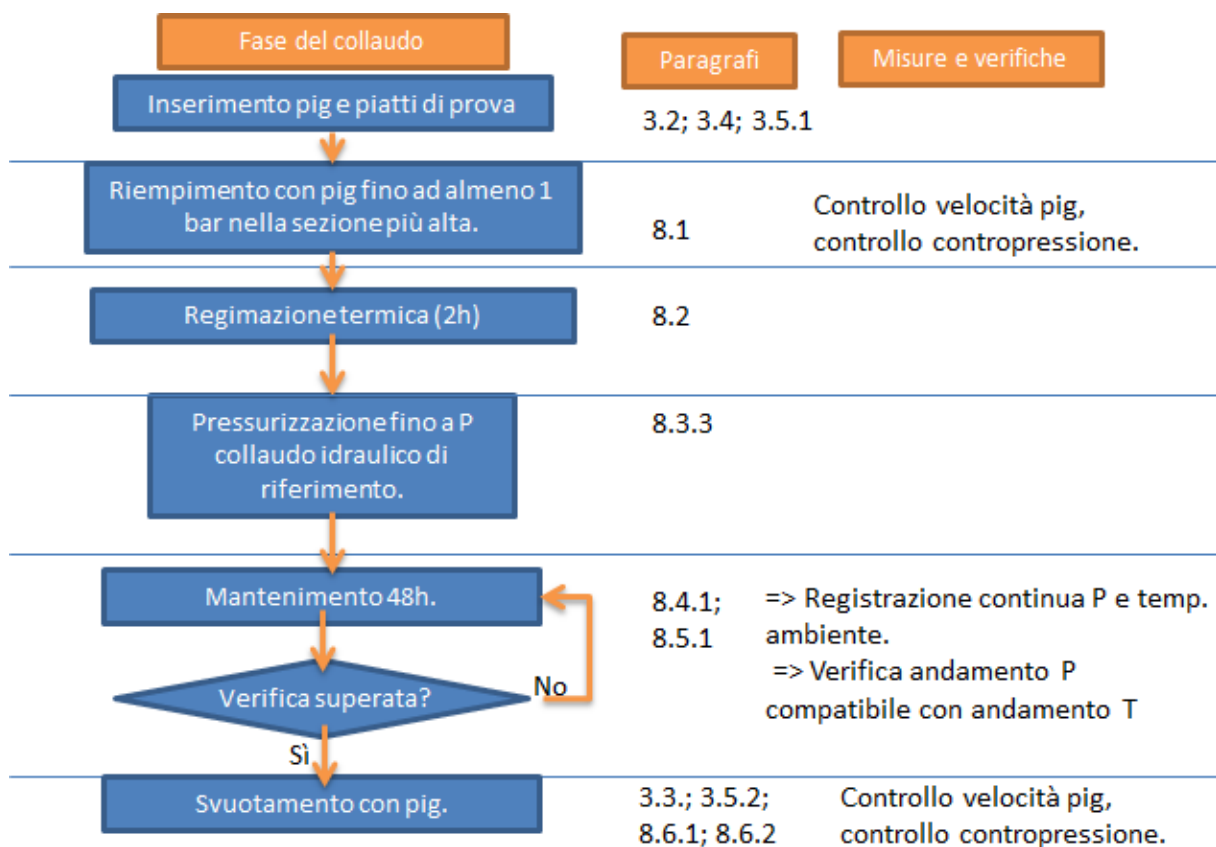 Fase del collaudo
Paragrafi
Misure e verifiche
Inserimento pig e piatti di prova
3.2; 3.4; 3.5.1
Riempimento con pig fino ad almeno 1
bar nella sezione più alta.
8.1
Controllo velocità pig,
controllo contropressione.
Regimazione termica (2h)
8.2
Pressurizzazione fino a P
collaudo idraulico di
riferimento.
8.3.3
Mantenimento 48h.
8.4.1;
8.5.1
=> Registrazione continua P e temp.
ambiente.
=> Verifica andamento P
compatibile con andamento T
Verifica superata?
No
Sì
Svuotamento con pig.
3.3.; 3.5.2;
8.6.1; 8.6.2
Controllo velocità pig,
controllo contropressione.